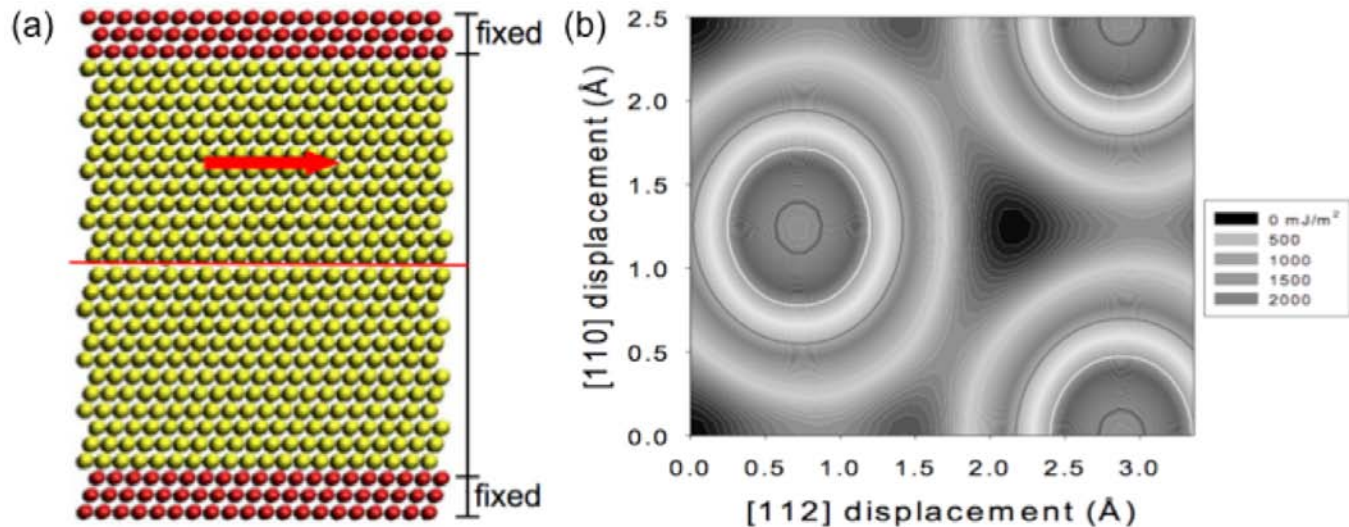 (a)
fixed
fixed
(b)
[110] displacement (Å)
2.5
2.0
1.5
1.0
0.5
0.0
0.0 0.5 1.0 1.5 2.0 2.5 3.0
[112] displacement (Å)
0 mJ/m²
500
1000
1500
2000